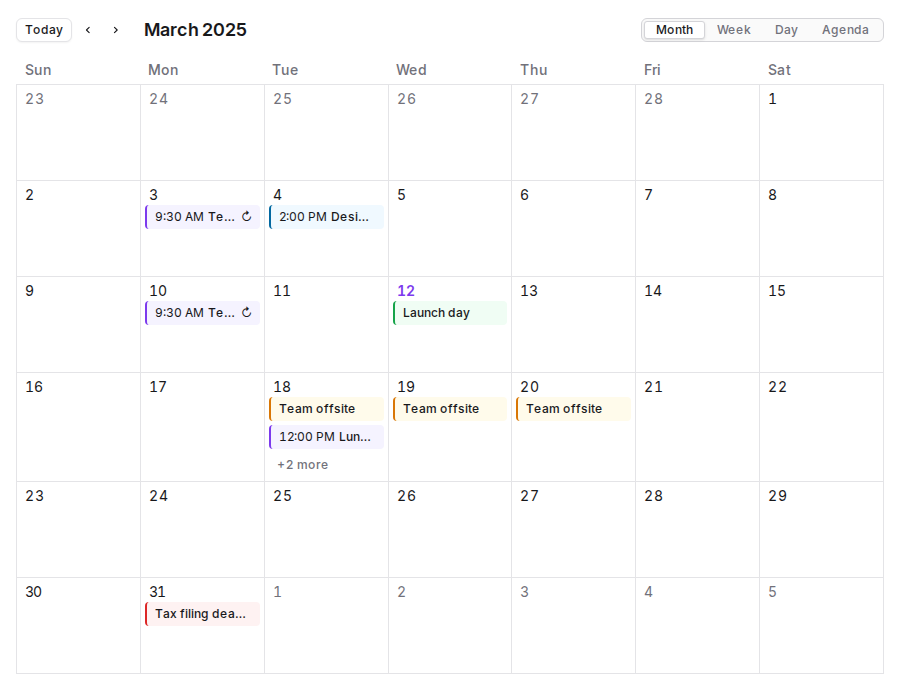 Today ‹ › March 2025 Month Week Day Agenda
Sun Mon Tue Wed Thu Fri Sat
23 24 25 26 27 28 1
2 3 4 5 6 7 8
9:30 AM Te... 2:00 PM Desi...
9 10 11 12 13 14 15
9:30 AM Te... Launch day
16 17 18 19 20 21 22
Team offsite Team offsite Team offsite
12:00 PM Lun...
+2 more
23 24 25 26 27 28 29
30 31 1 2 3 4 5
Tax filing dea...